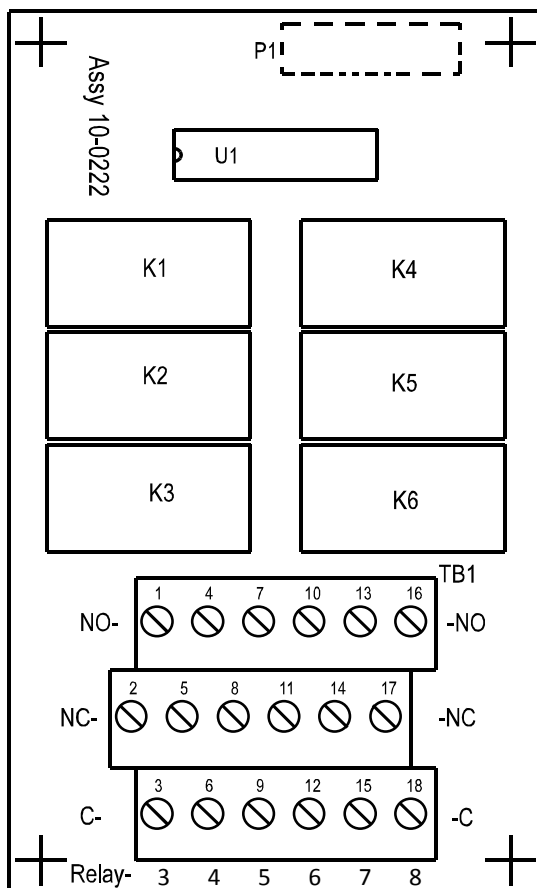 P1
Assy 10-0222
U1
K1 K4
K2 K5
K3 K6
TB1
1 4 7 10 13 16
NO- -NO
2 5 8 11 14 17
NC- -NC
3 6 9 12 15 18
C- -C
Relay- 3 4 5 6 7 8